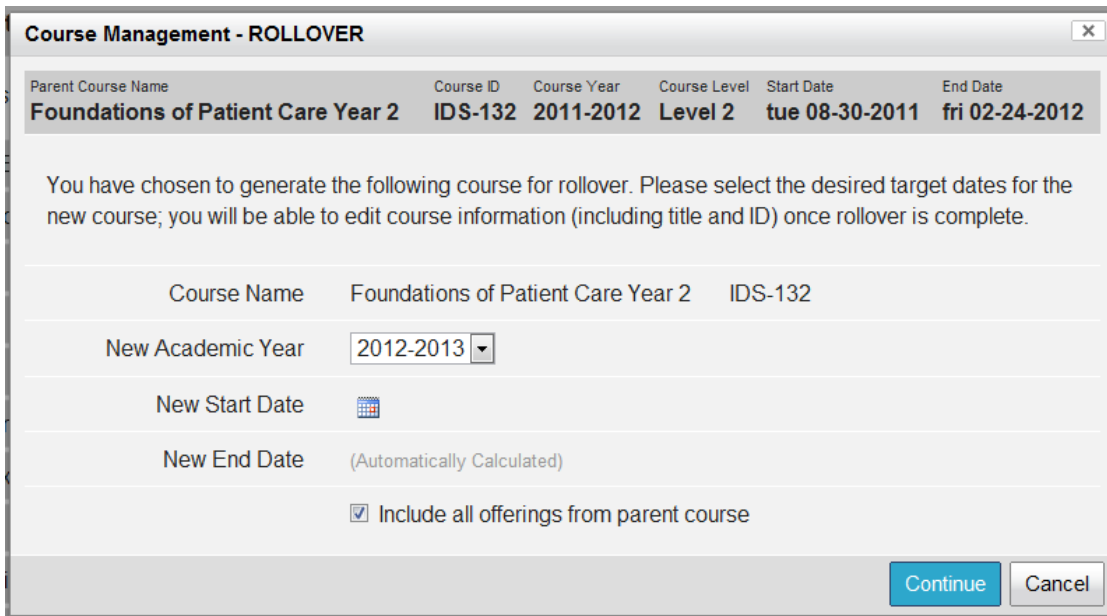 Course Management - ROLLOVER
Parent Course Name Course ID Course Year Course Level Start Date End Date
Foundations of Patient Care Year 2 IDS-132 2011-2012 Level 2 tue 08-30-2011 fri 02-24-2012
You have chosen to generate the following course for rollover. Please select the desired target dates for the
new course; you will be able to edit course information (including title and ID) once rollover is complete.
Course Name Foundations of Patient Care Year 2 IDS-132
New Academic Year 2012-2013
New Start Date
New End Date (Automatically Calculated)
Include all offerings from parent course
Continue Cancel